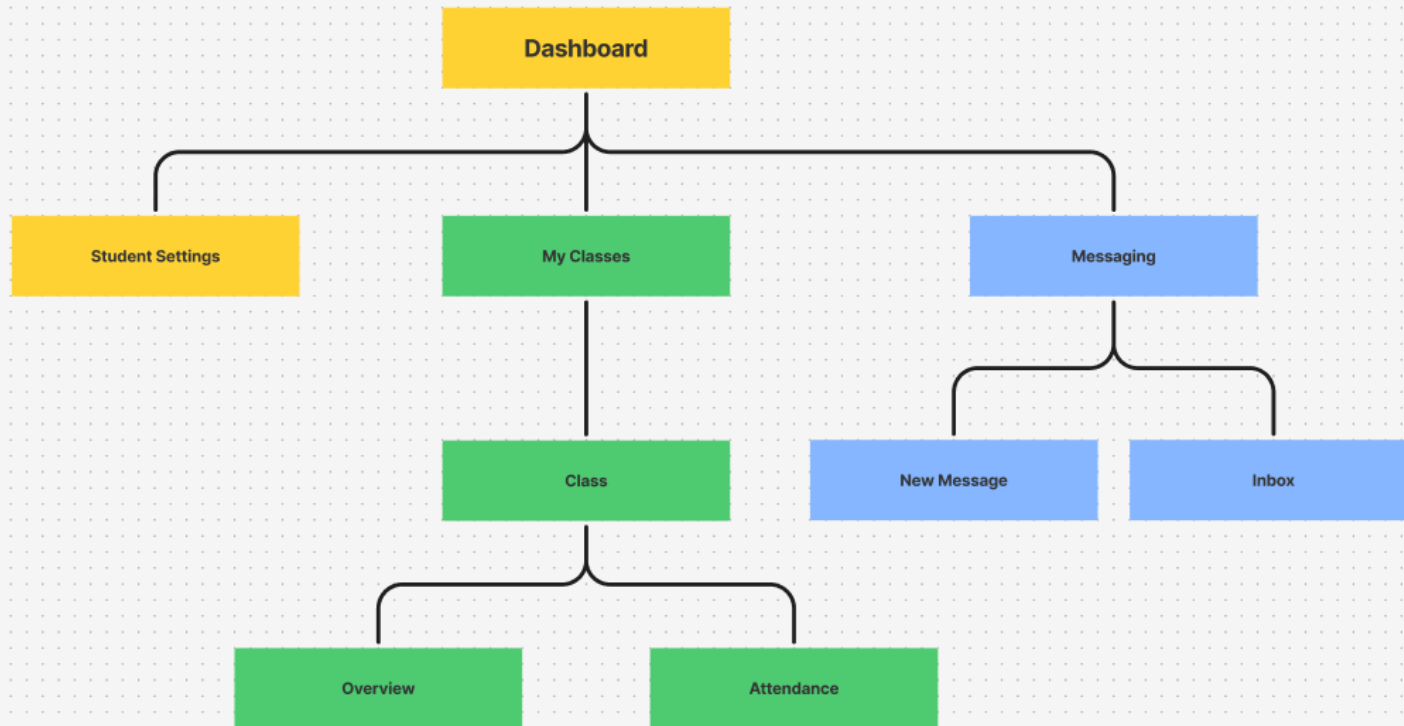 Dashboard
Student Settings
My Classes
Messaging
Class
New Message
Inbox
Overview
Attendance